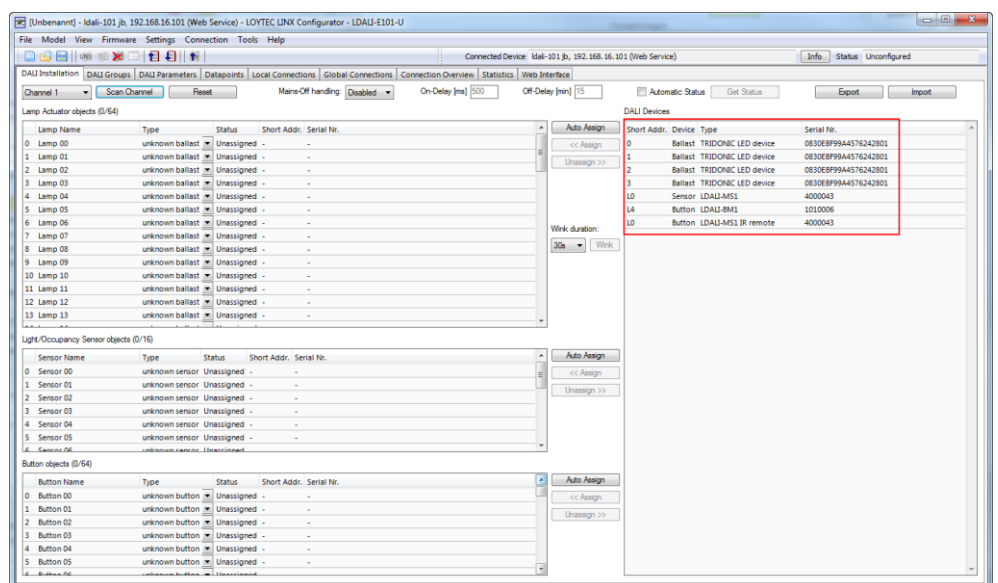 [Unbenannt] - ldali-101 jb, 192.168.16.101 (Web Service) - LOYTEC LINX Configurator - LDALI-E101-U
File Model View Firmware Settings Connection Tools Help
Connected Device ldali-101 jb, 192.168.16.101 (Web Service) Info Status Unconfigured
DALI Installation DALI Groups DALI Parameters Datapoints Local Connections Global Connections Connection Overview Statistics Web Interface
Channel 1 Scan Channel Reset Mains-Off handling: Disabled On-Delay [ms] 500 Off-Delay [min] 15 Automatic Status Get Status Export Import
Lamp Actuator objects (0/64)
Lamp Name Type Status Short Addr. Serial Nr.
0 Lamp 00 unknown ballast Unassigned - -
1 Lamp 01 unknown ballast Unassigned - -
2 Lamp 02 unknown ballast Unassigned - -
3 Lamp 03 unknown ballast Unassigned - -
4 Lamp 04 unknown ballast Unassigned - -
5 Lamp 05 unknown ballast Unassigned - -
6 Lamp 06 unknown ballast Unassigned - -
7 Lamp 07 unknown ballast Unassigned - -
8 Lamp 08 unknown ballast Unassigned - -
9 Lamp 09 unknown ballast Unassigned - -
10 Lamp 10 unknown ballast Unassigned - -
11 Lamp 11 unknown ballast Unassigned - -
12 Lamp 12 unknown ballast Unassigned - -
13 Lamp 13 unknown ballast Unassigned - -
Auto Assign
<< Assign
Unassign >>
Wink duration:
30s Wink
DALI Devices
Short Addr. Device Type Serial Nr.
0 Ballast TRIDONIC LED device 0830EBF99A4576242801
1 Ballast TRIDONIC LED device 0830EBF99A4576242801
2 Ballast TRIDONIC LED device 0830EBF99A4576242801
3 Ballast TRIDONIC LED device 0830EBF99A4576242801
L0 Sensor LDALI-MS1 4000043
L4 Button LDALI-BM1 1010006
L0 Button LDALI-MS1 IR remote 4000043
Light/Occupancy Sensor objects (0/16)
Sensor Name Type Status Short Addr. Serial Nr.
0 Sensor 00 unknown sensor Unassigned - -
1 Sensor 01 unknown sensor Unassigned - -
2 Sensor 02 unknown sensor Unassigned - -
3 Sensor 03 unknown sensor Unassigned - -
4 Sensor 04 unknown sensor Unassigned - -
5 Sensor 05 unknown sensor Unassigned - -
6 Sensor 06 unknown sensor Unassigned
Auto Assign
<< Assign
Unassign >>
Button objects (0/64)
Button Name Type Status Short Addr. Serial Nr.
0 Button 00 unknown button Unassigned - -
1 Button 01 unknown button Unassigned - -
2 Button 02 unknown button Unassigned - -
3 Button 03 unknown button Unassigned - -
4 Button 04 unknown button Unassigned - -
5 Button 05 unknown button Unassigned - -
6 Button 06 unknown button Unassigned
Auto Assign
<< Assign
Unassign >>